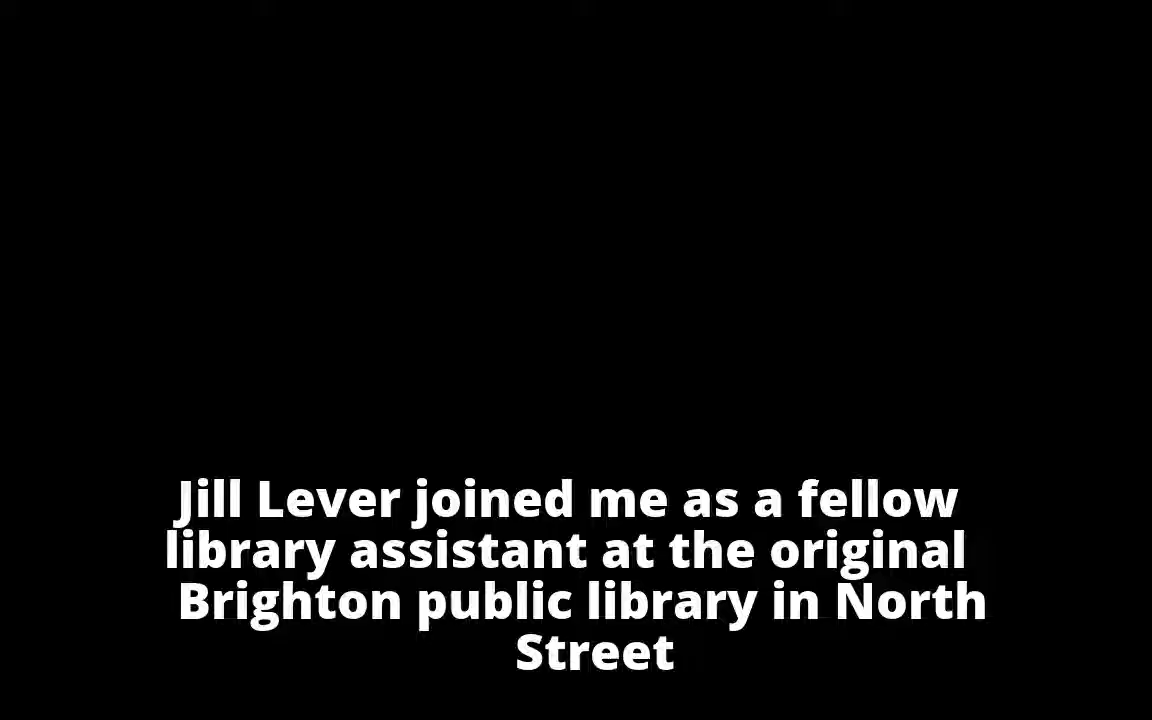 Jill Lever joined me as a fellow
library assistant at the original
Brighton public library in North
Street